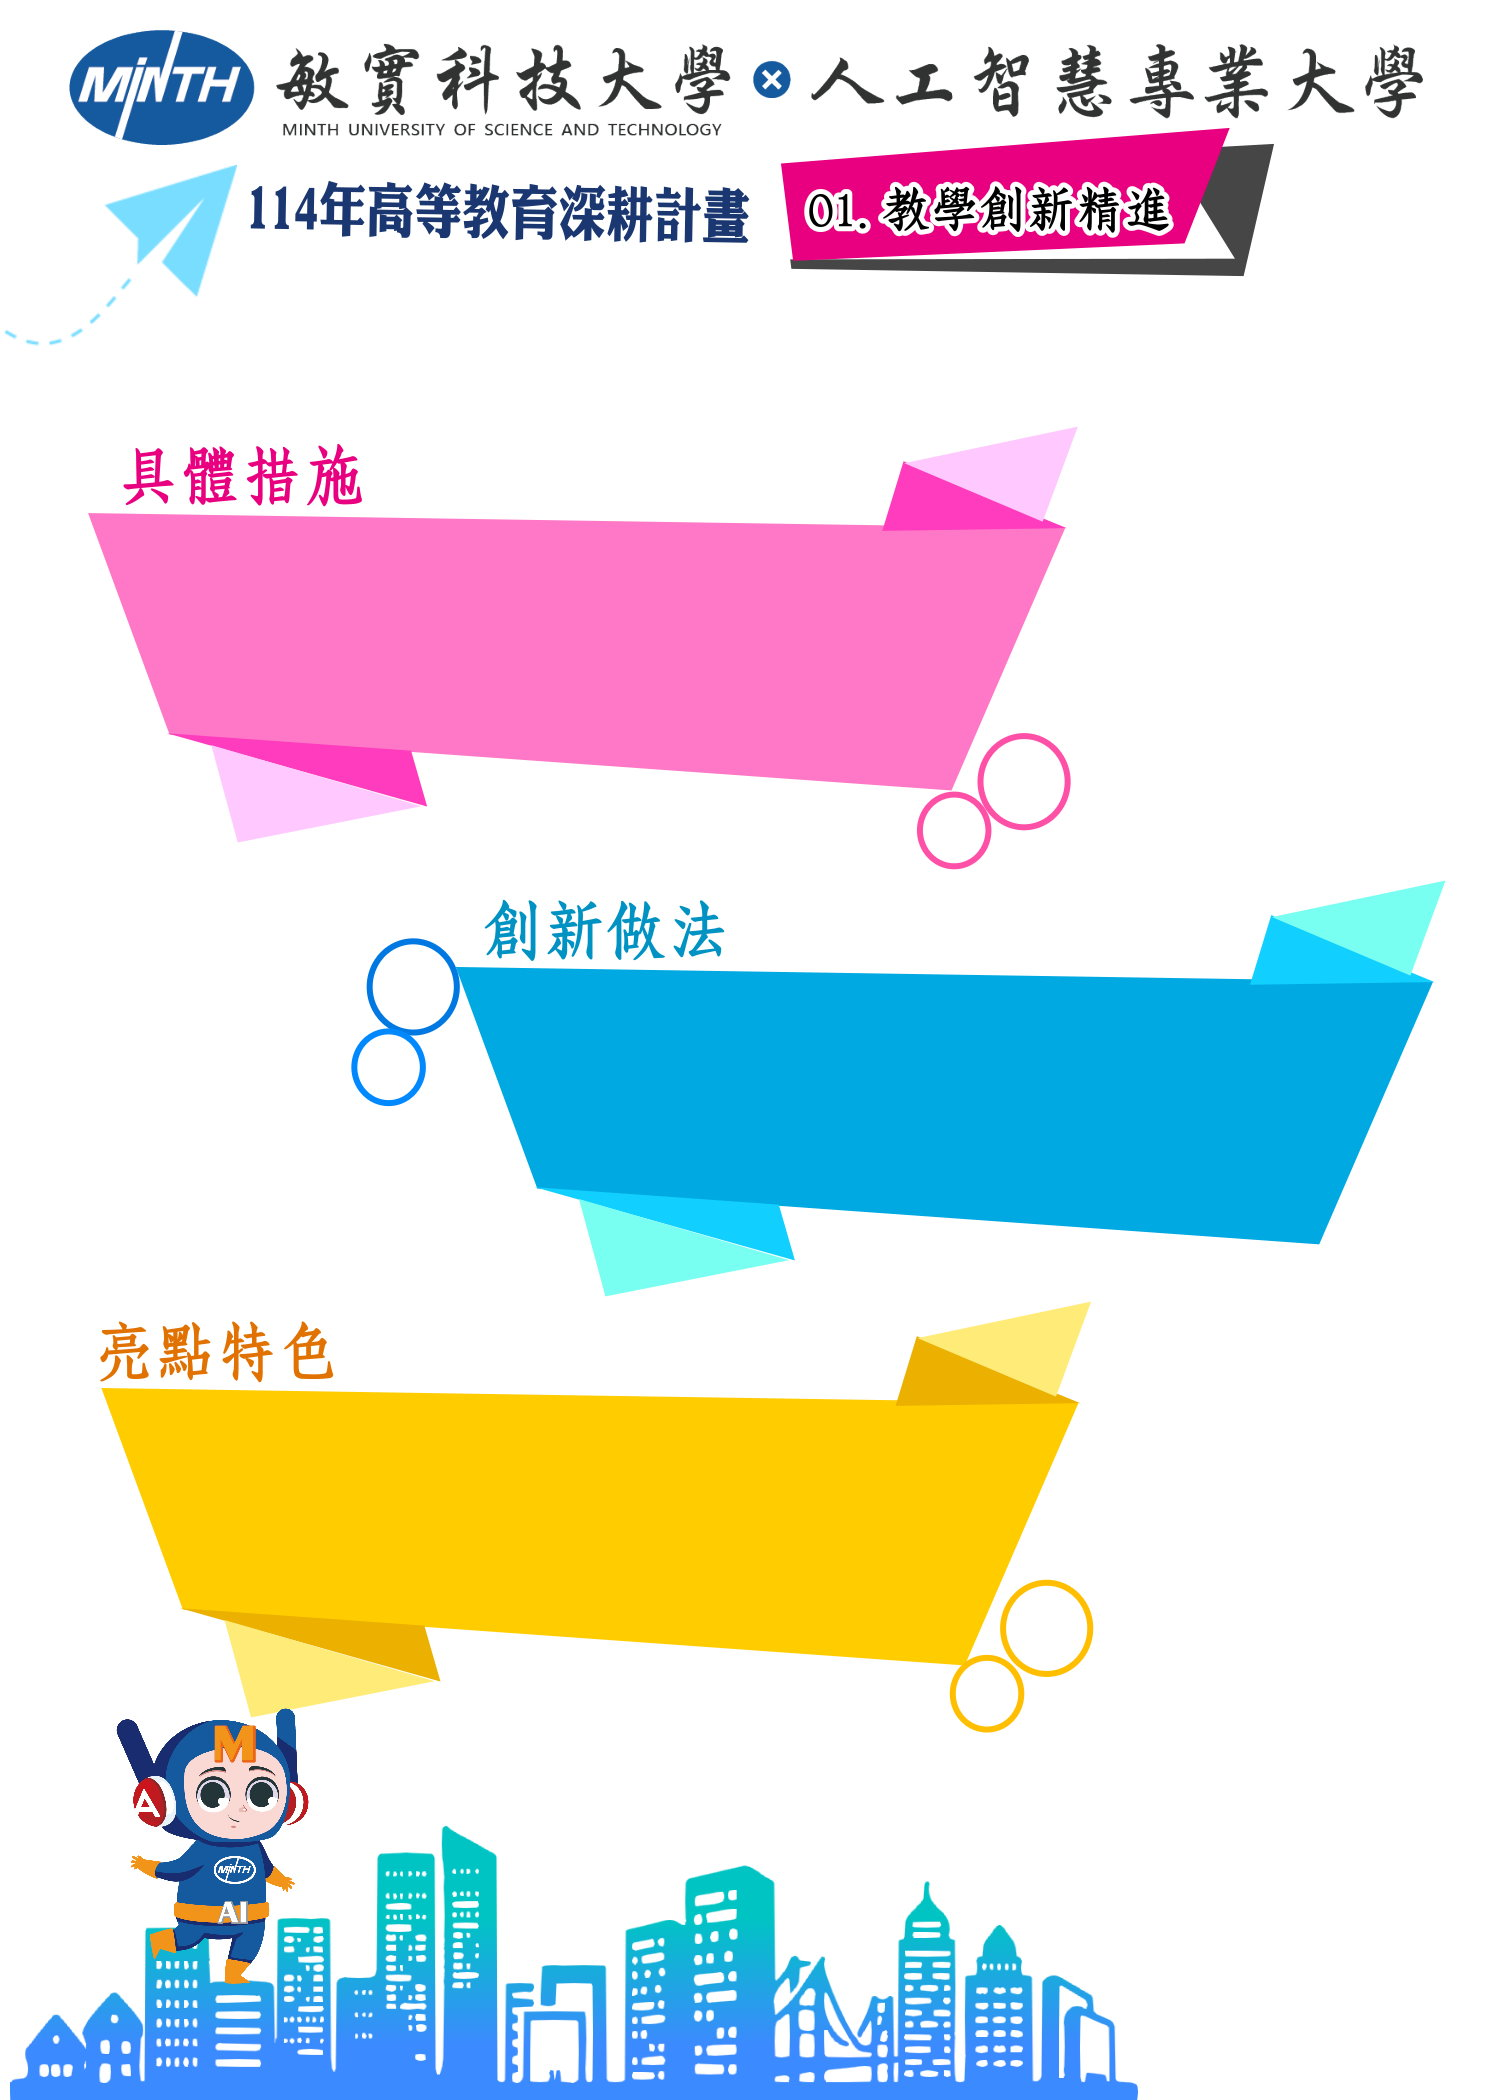 MINTH 敏實科技大學×人工智慧專業大學
MINTH UNIVERSITY OF SCIENCE AND TECHNOLOGY
114年高等教育深耕計畫
01.教學創新精進
具體措施
創新做法
亮點特色
M
A
MINTH
AI